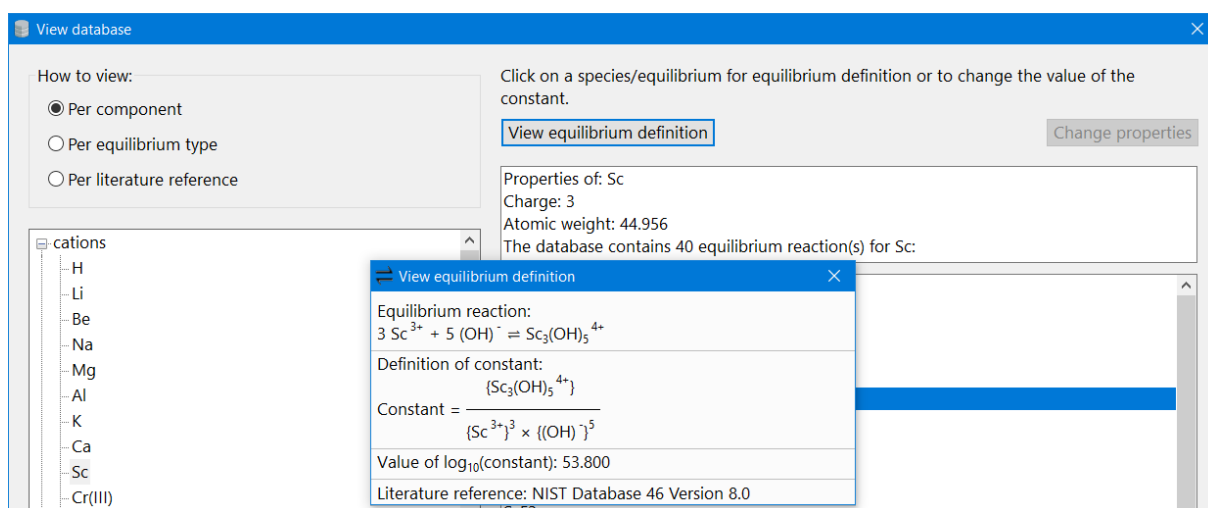 View database
How to view:
Per component
Per equilibrium type
Per literature reference
Click on a species/equilibrium for equilibrium definition or to change the value of the
constant.
View equilibrium definition
Change properties
Properties of: Sc
Charge: 3
Atomic weight: 44.956
The database contains 40 equilibrium reaction(s) for Sc:
cations
H
Li
Be
Na
Mg
Al
K
Ca
Sc
Cr(III)
View equilibrium definition
Equilibrium reaction:
3 Sc³⁺ + 5 (OH)⁻ ⇌ Sc₃(OH)₅⁴⁺
Definition of constant:
{Sc₃(OH)₅⁴⁺}
Constant =
{Sc³⁺}³ × {(OH)⁻}⁵
Value of log₁₀(constant): 53.800
Literature reference: NIST Database 46 Version 8.0